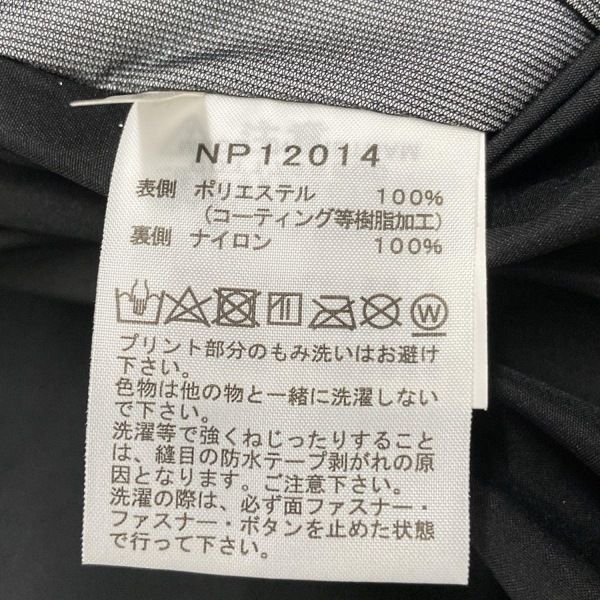 NP12014
表側 ポリエステル 100%
(コーティング等樹脂加工)
裏側 ナイロン 100%
W
プリント部分のもみ洗いはお避け
下さい。
色物は他の物と一緒に洗濯しない
で下さい。
洗濯等で強くねじったりすること
は、縫目の防水テープ剥がれの原
因となります。ご注意下さい。
洗濯の際は、必ず面ファスナー・
ファスナー・ボタンを止めた状態
で行って下さい。